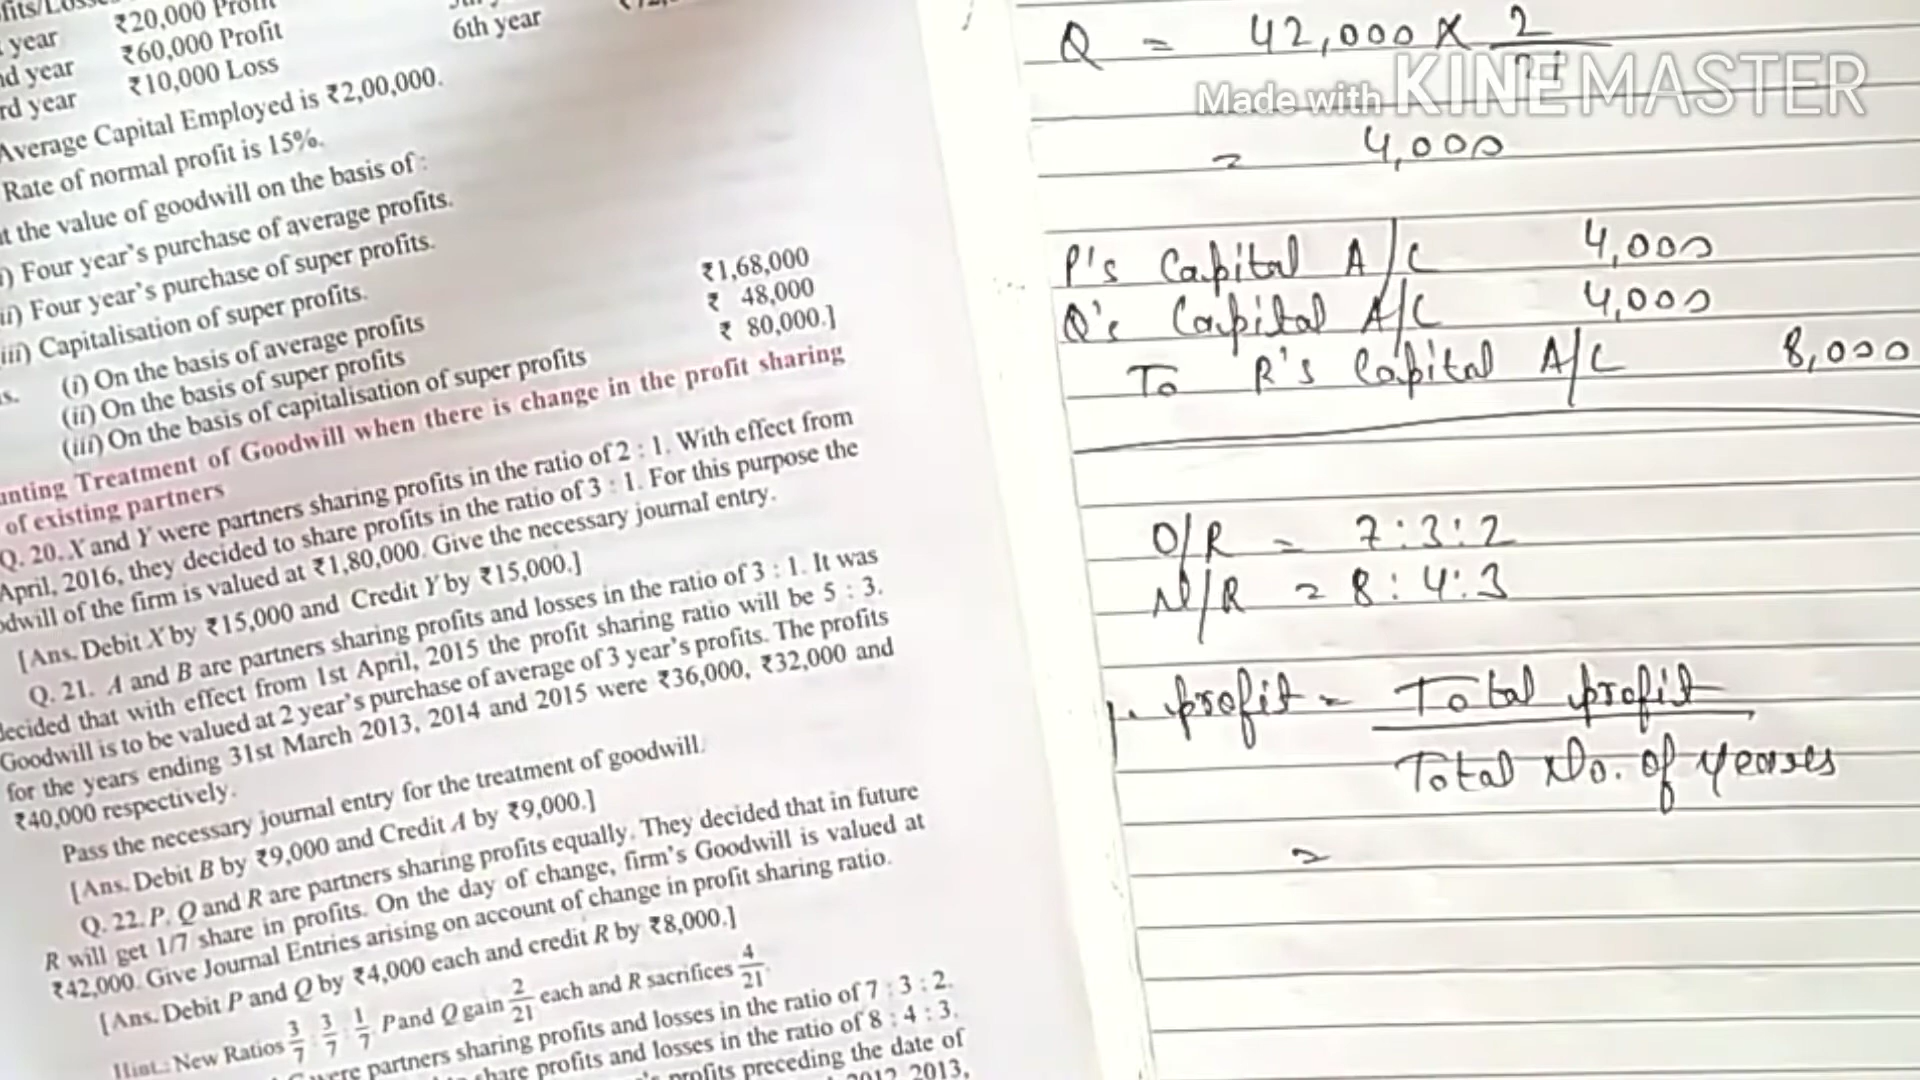 ₹20,000 Profit
year ₹60,000 Profit 6th year
year ₹10,000 Loss
rd year
Average Capital Employed is ₹2,00,000.
Rate of normal profit is 15%.
the value of goodwill on the basis of :
) Four year's purchase of average profits.
ii) Four year's purchase of super profits.
iii) Capitalisation of super profits.
(i) On the basis of average profits ₹1,68,000
(ii) On the basis of super profits ₹ 48,000
(iii) On the basis of capitalisation of super profits ₹ 80,000.]
unting Treatment of Goodwill when there is change in the profit sharing
of existing partners
Q. 20. X and Y were partners sharing profits in the ratio of 2 : 1. With effect from
April, 2016, they decided to share profits in the ratio of 3 : 1. For this purpose the
odwill of the firm is valued at ₹1,80,000. Give the necessary journal entry.
[Ans. Debit X by ₹15,000 and Credit Y by ₹15,000.]
Q. 21. A and B are partners sharing profits and losses in the ratio of 3 : 1. It was
decided that with effect from 1st April, 2015 the profit sharing ratio will be 5 : 3.
Goodwill is to be valued at 2 year's purchase of average of 3 year's profits. The profits
for the years ending 31st March 2013, 2014 and 2015 were ₹36,000, ₹32,000 and
₹40,000 respectively.
Pass the necessary journal entry for the treatment of goodwill.
[Ans. Debit B by ₹9,000 and Credit A by ₹9,000.]
Q. 22. P, Q and R are partners sharing profits equally. They decided that in future
R will get 1/7 share in profits. On the day of change, firm's Goodwill is valued at
₹42,000. Give Journal Entries arising on account of change in profit sharing ratio.
[Ans. Debit P and Q by ₹4,000 each and credit R by ₹8,000.]
Hint.: New Ratios 3/7 : 3/7 : 1/7 P and Q gain 2/21 each and R sacrifices 4/21.
were partners sharing profits and losses in the ratio of 7 : 3 : 2.
share profits and losses in the ratio of 8 : 4 : 3.
profits preceding the date of
2012, 2013,
Q = 42,000 X 2/21
Made with KINEMASTER
= 4,000
P's Capital A/C 4,000
Q's Capital A/C 4,000
To R's Capital A/C 8,000
O/R = 7:3:2
N/R = 8:4:3
profit = Total profit
Total No. of years
=